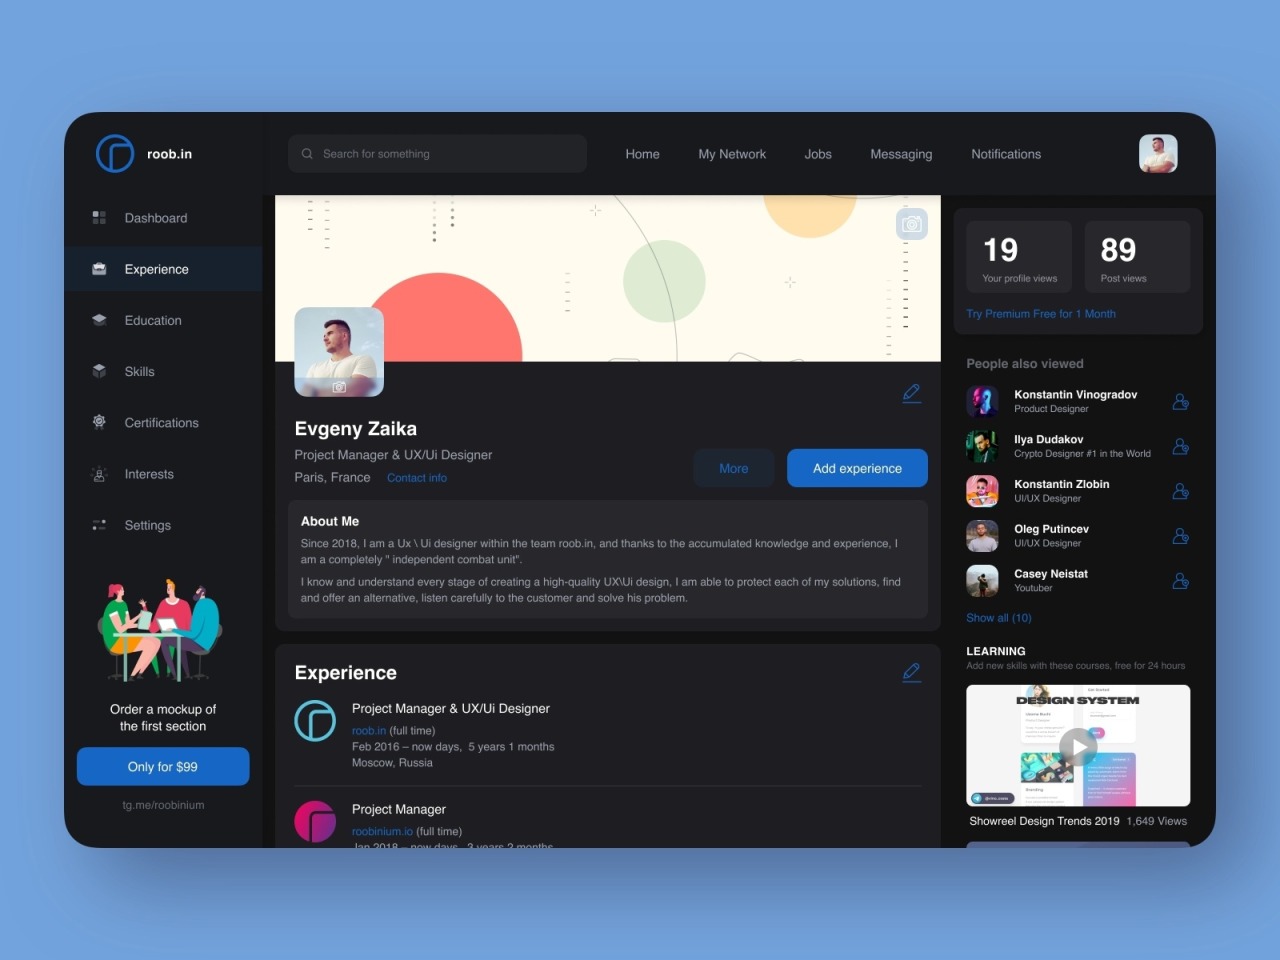 roob.in
Search for something
Home
My Network
Jobs
Messaging
Notifications
Dashboard
Experience
Education
Skills
Certifications
Interests
Settings
Order a mockup of
the first section
Only for $99
tg.me/roobinium
Evgeny Zaika
Project Manager & UX/Ui Designer
Paris, France
Contact info
More
Add experience
About Me
Since 2018, I am a Ux \ Ui designer within the team roob.in, and thanks to the accumulated knowledge and experience, I
am a completely " independent combat unit".
I know and understand every stage of creating a high-quality UX\Ui design, I am able to protect each of my solutions, find
and offer an alternative, listen carefully to the customer and solve his problem.
Experience
Project Manager & UX/Ui Designer
roob.in (full time)
Feb 2016 – now days, 5 years 1 months
Moscow, Russia
Project Manager
roobinium.io (full time)
Jan 2018 – now days, 3 years 2 months
19
Your profile views
89
Post views
Try Premium Free for 1 Month
People also viewed
Konstantin Vinogradov
Product Designer
Ilya Dudakov
Crypto Designer #1 in the World
Konstantin Zlobin
UI/UX Designer
Oleg Putincev
UI/UX Designer
Casey Neistat
Youtuber
Show all (10)
LEARNING
Add new skills with these courses, free for 24 hours
DESIGN SYSTEM
Branding
Showreel Design Trends 2019 1,649 Views